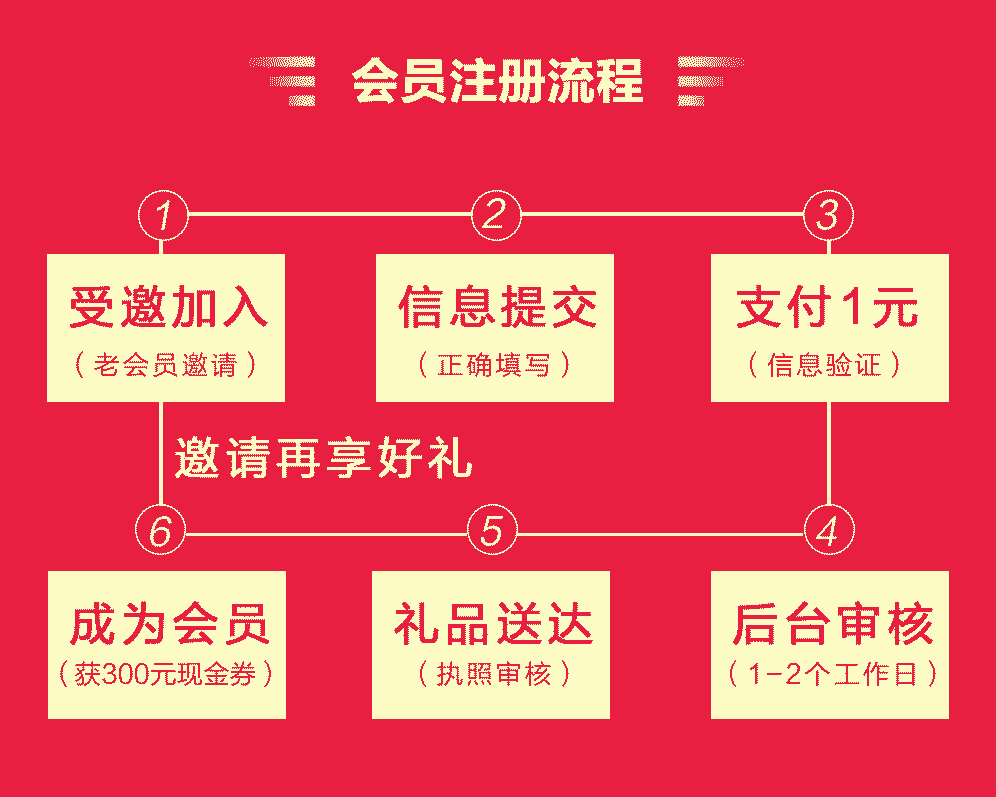 会员注册流程
1
2
3
受邀加入
(老会员邀请)
信息提交
(正确填写)
支付1元
(信息验证)
邀请再享好礼
6
5
4
成为会员
(获300元现金券)
礼品送达
(执照审核)
后台审核
(1-2个工作日)